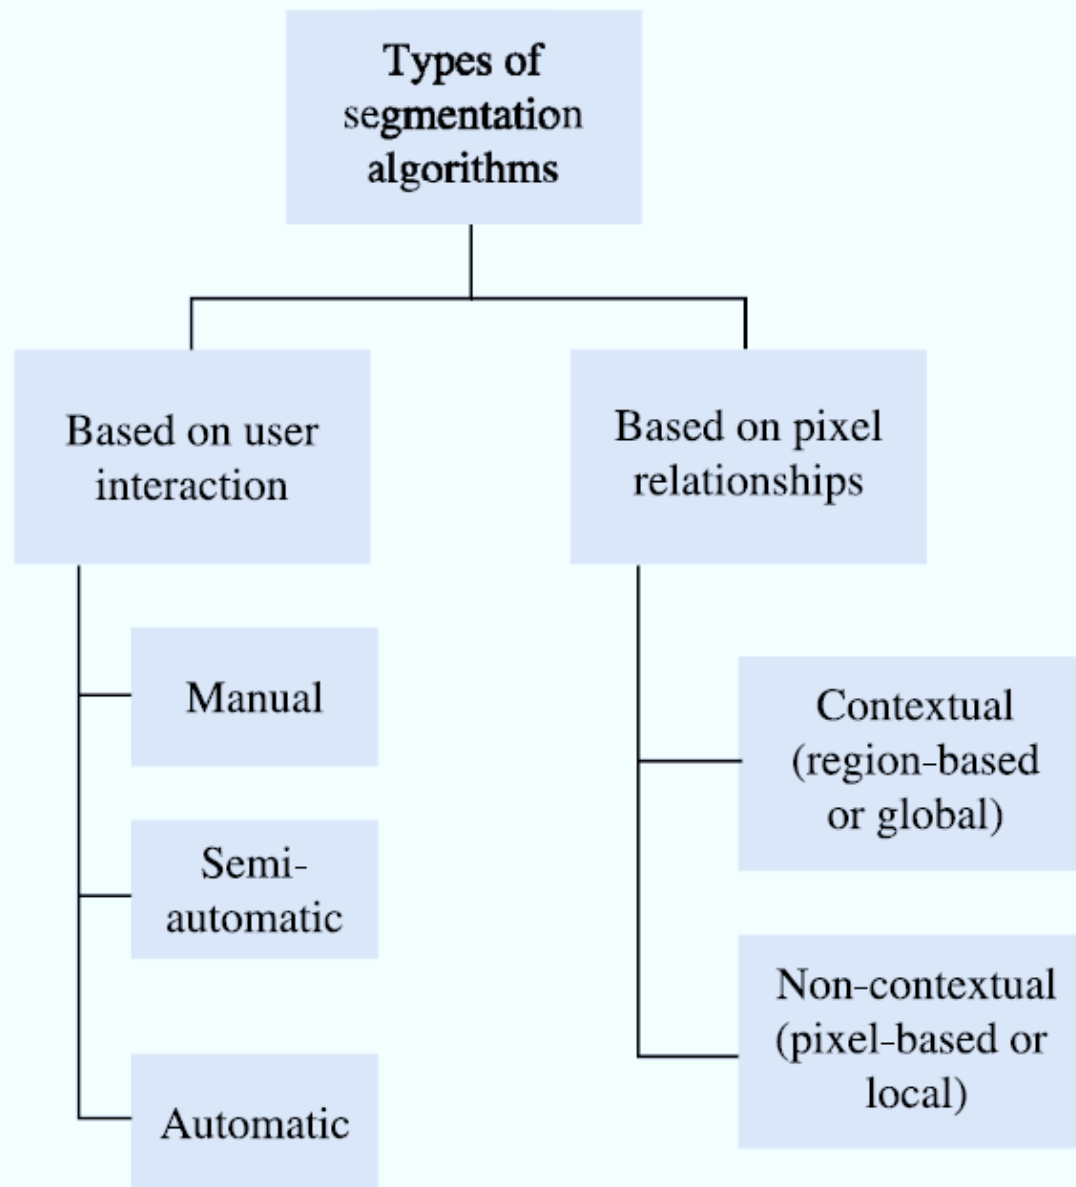 Types of
segmentation
algorithms
Based on user
interaction
Based on pixel
relationships
Manual
Semi-
automatic
Automatic
Contextual
(region-based
or global)
Non-contextual
(pixel-based or
local)